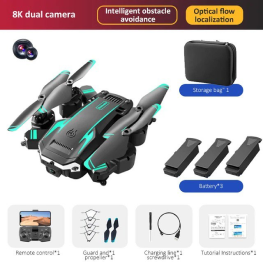 8K dual camera
Intelligent obstacle
avoidance
Optical flow
localization
Storage bag* 1
Battery*3
Remote control*1
Guard and*1
propeller*1
Charging line*1
screwdrive*1
Tutorial Instructions*1